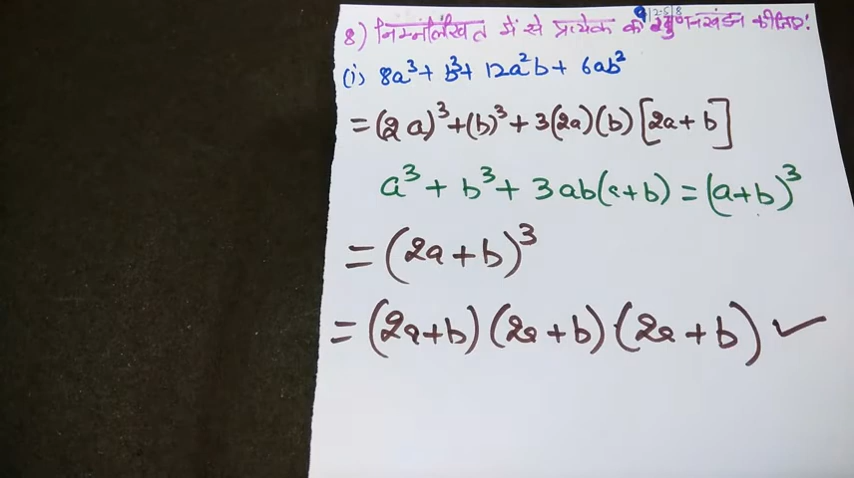 8) निम्नलिखित में से प्रत्येक का गुणनखंडन कीजिए!
(i) 8a³ + b³ + 12a²b + 6ab²
= (2a)³ + (b)³ + 3(2a)(b)[2a + b]
a³ + b³ + 3ab(a+b) = (a+b)³
= (2a + b)³
= (2a+b) (2a+b) (2a+b) ✓